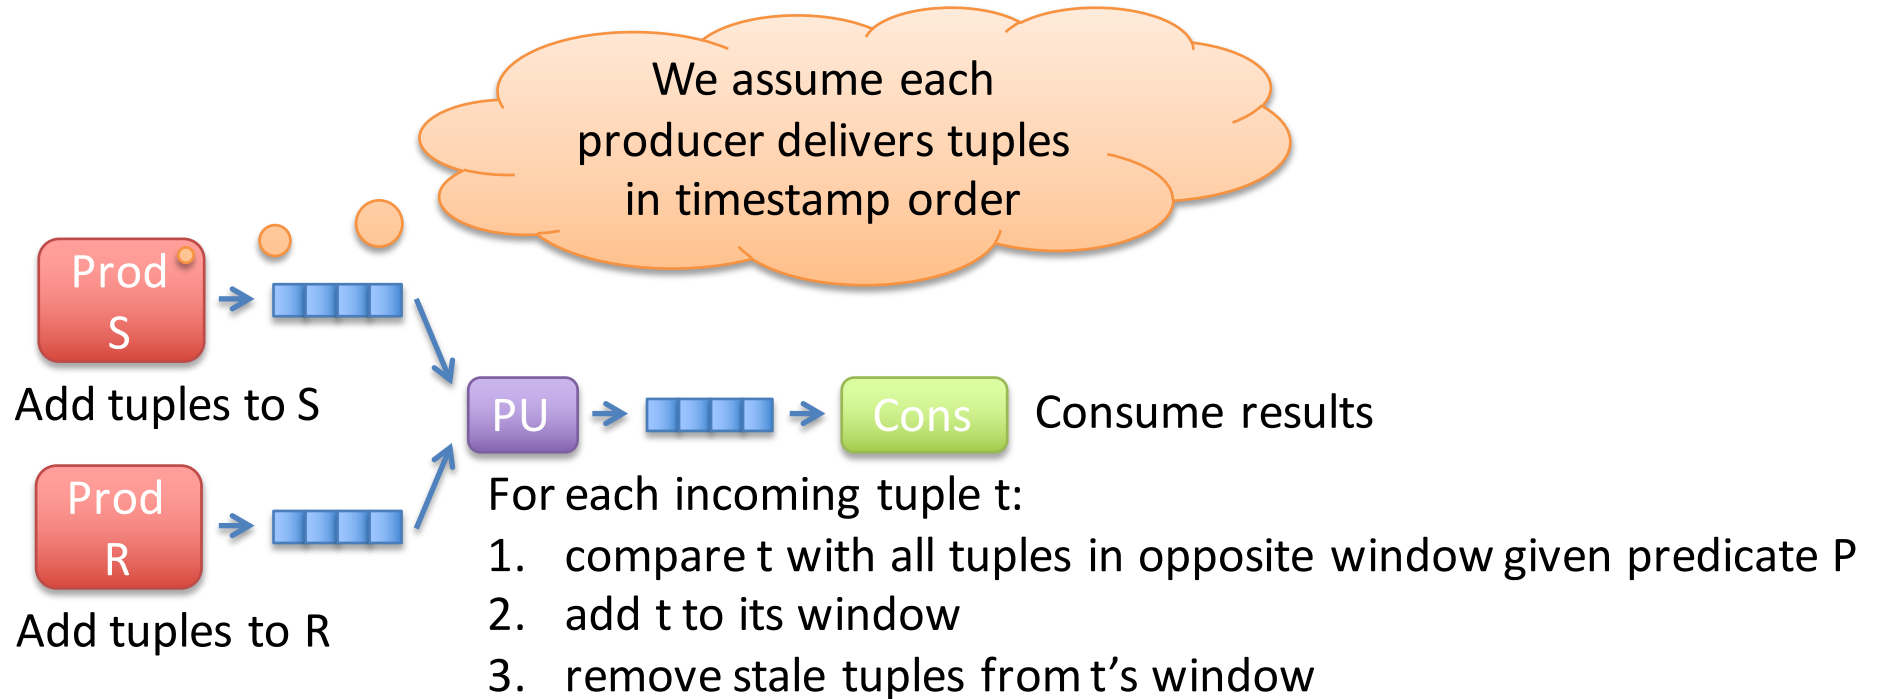 We assume each
producer delivers tuples
in timestamp order
Prod
S
Add tuples to S
PU
Cons
Consume results
Prod
R
Add tuples to R
For each incoming tuple t:
1. compare t with all tuples in opposite window given predicate P
2. add t to its window
3. remove stale tuples from t’s window